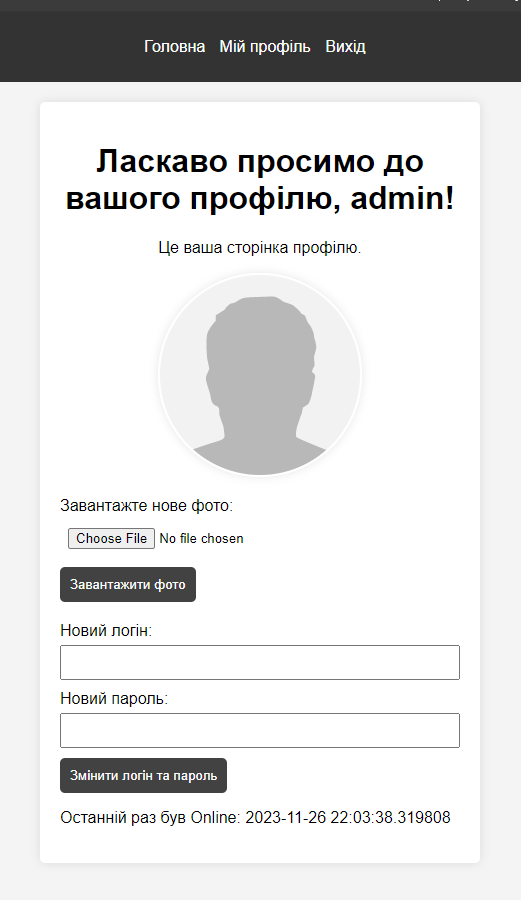 Головна Мій профіль Вихід
Ласкаво просимо до
вашого профілю, admin!
Це ваша сторінка профілю.
Завантажте нове фото:
Choose File No file chosen
Завантажити фото
Новий логін:
Новий пароль:
Змінити логін та пароль
Останній раз був Online: 2023-11-26 22:03:38.319808